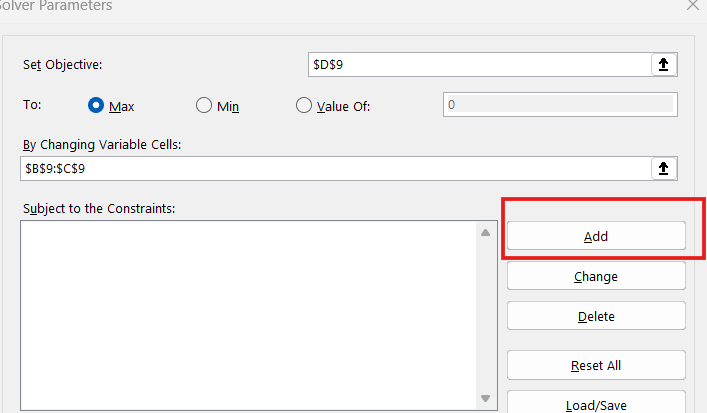 Solver Parameters
Set Objective: $D$9
To: Max Min Value Of: 0
By Changing Variable Cells:
$B$9:$C$9
Subject to the Constraints:
Add
Change
Delete
Reset All
Load/Save